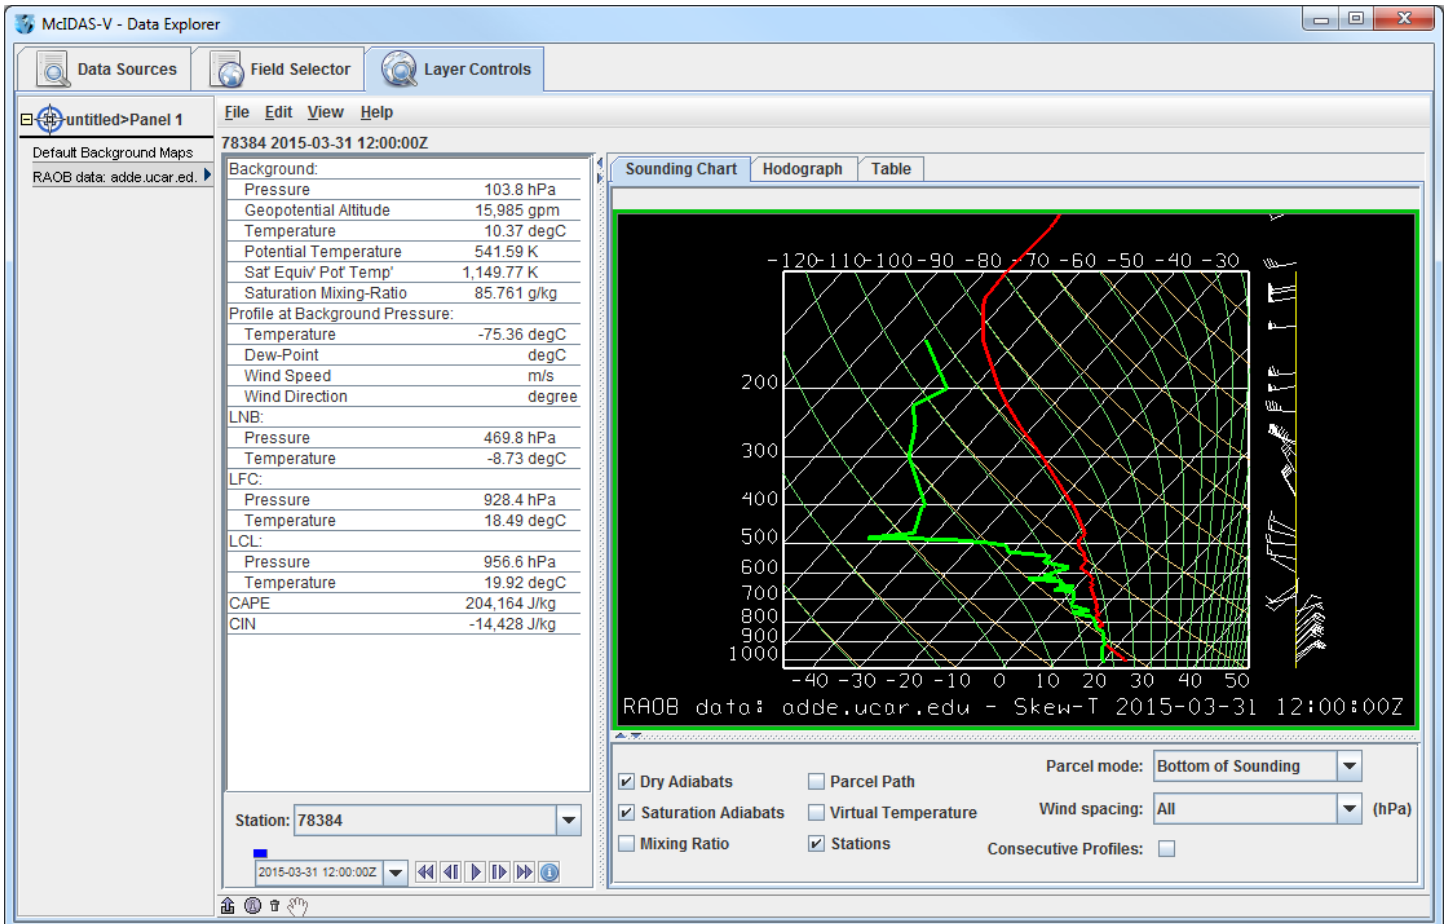 McIDAS-V - Data Explorer
Data Sources
Field Selector
Layer Controls
untitled>Panel 1
Default Background Maps
RAOB data: adde.ucar.ed.
File Edit View Help
78384 2015-03-31 12:00:00Z
Background:
Pressure 103.8 hPa
Geopotential Altitude 15,985 gpm
Temperature 10.37 degC
Potential Temperature 541.59 K
Sat' Equiv' Pot' Temp' 1,149.77 K
Saturation Mixing-Ratio 85.761 g/kg
Profile at Background Pressure:
Temperature -75.36 degC
Dew-Point degC
Wind Speed m/s
Wind Direction degree
LNB:
Pressure 469.8 hPa
Temperature -8.73 degC
LFC:
Pressure 928.4 hPa
Temperature 18.49 degC
LCL:
Pressure 956.6 hPa
Temperature 19.92 degC
CAPE 204,164 J/kg
CIN -14,428 J/kg
Station: 78384
2015-03-31 12:00:00Z
Sounding Chart
Hodograph
Table
-120 -110 -100 -90 -80 -70 -60 -50 -40 -30
200
300
400
500
600
700
800
900
1000
-40 -30 -20 -10 0 10 20 30 40 50
RAOB data: adde.ucar.edu - Skew-T 2015-03-31 12:00:00Z
Dry Adiabats
Parcel Path
Parcel mode: Bottom of Sounding
Saturation Adiabats
Virtual Temperature
Wind spacing: All (hPa)
Mixing Ratio
Stations
Consecutive Profiles: